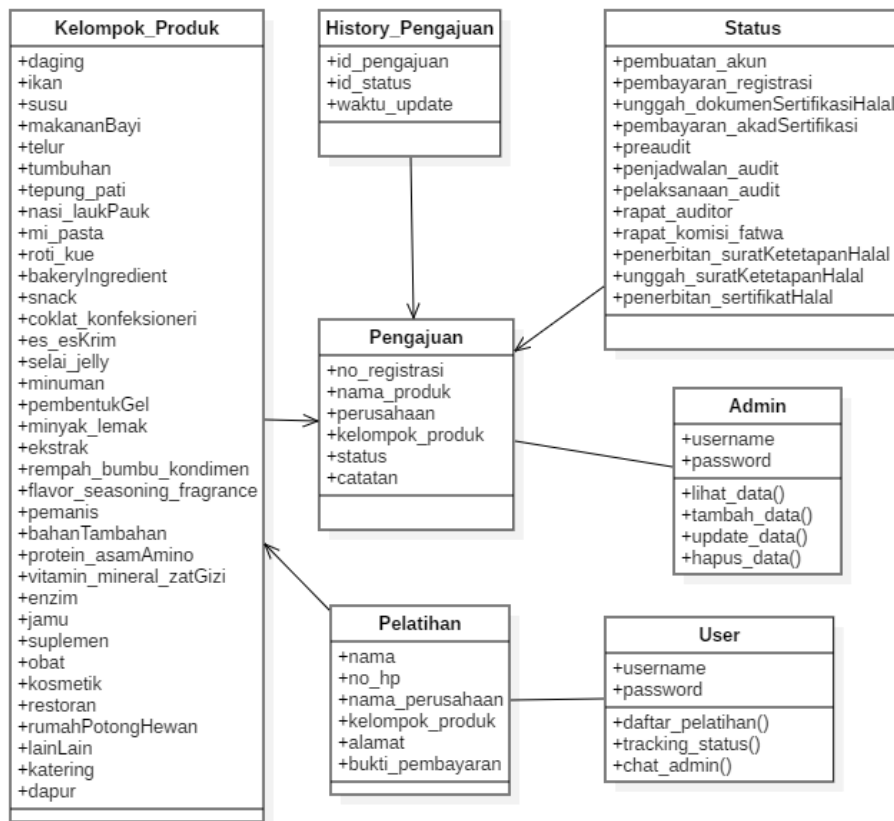 Kelompok_Produk
+daging
+ikan
+susu
+makananBayi
+telur
+tumbuhan
+tepung_pati
+nasi_laukPauk
+mi_pasta
+roti_kue
+bakeryIngredient
+snack
+coklat_konfeksioneri
+es_esKrim
+selai_jelly
+minuman
+pembentukGel
+minyak_lemak
+ekstrak
+rempah_bumbu_kondimen
+flavor_seasoning_fragrance
+pemanis
+bahanTambahan
+protein_asamAmino
+vitamin_mineral_zatGizi
+enzim
+jamu
+suplemen
+obat
+kosmetik
+restoran
+rumahPotongHewan
+lainLain
+katering
+dapur
History_Pengajuan
+id_pengajuan
+id_status
+waktu_update
Status
+pembuatan_akun
+pembayaran_registrasi
+unggah_dokumenSertifikasiHalal
+pembayaran_akadSertifikasi
+preaudit
+penjadwalan_audit
+pelaksanaan_audit
+rapat_auditor
+rapat_komisi_fatwa
+penerbitan_suratKetetapanHalal
+unggah_suratKetetapanHalal
+penerbitan_sertifikatHalal
Pengajuan
+no_registrasi
+nama_produk
+perusahaan
+kelompok_produk
+status
+catatan
Admin
+username
+password
+lihat_data()
+tambah_data()
+update_data()
+hapus_data()
Pelatihan
+nama
+no_hp
+nama_perusahaan
+kelompok_produk
+alamat
+bukti_pembayaran
User
+username
+password
+daftar_pelatihan()
+tracking_status()
+chat_admin()